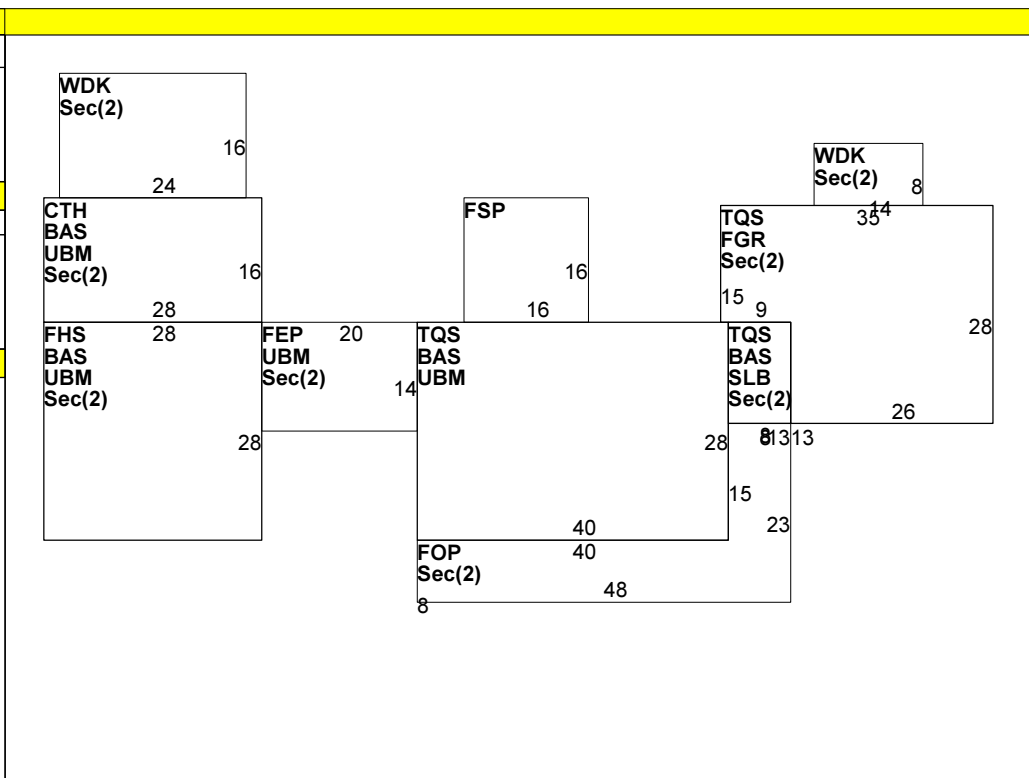 WDK
Sec(2)
16
24
WDK
Sec(2)
8
14
CTH
BAS
UBM
Sec(2)
16
28
FSP
16
16
TQS
FGR
Sec(2)
35
15
9
28
26
FHS
BAS
UBM
Sec(2)
28
28
FEP
UBM
Sec(2)
20
14
TQS
BAS
UBM
28
40
TQS
BAS
SLB
Sec(2)
8
8
13
13
15
23
FOP
Sec(2)
40
48
8